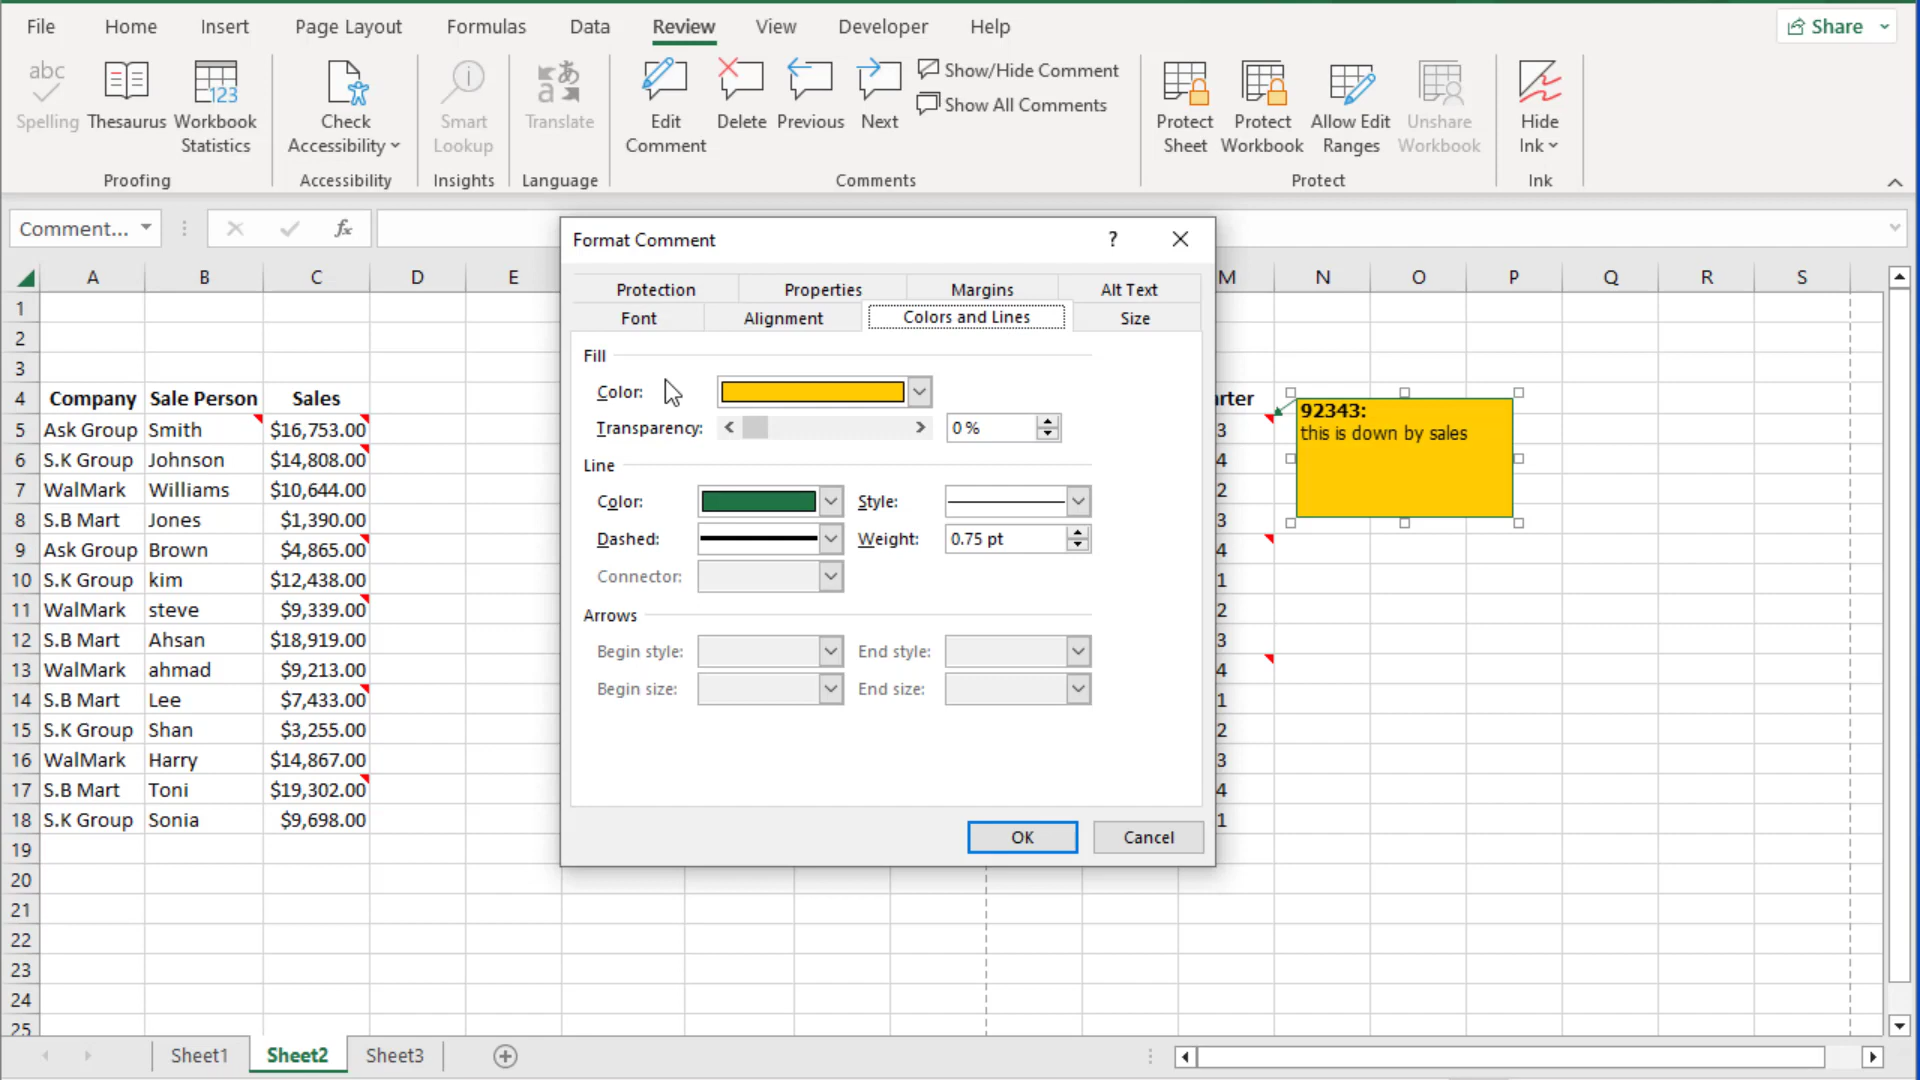 File Home Insert Page Layout Formulas Data Review View Developer Help Share
abc
Spelling Thesaurus Workbook Statistics
123
Check Accessibility
Smart Lookup
Translate
Edit Comment Delete Previous Next
Show/Hide Comment
Show All Comments
Protect Sheet Protect Workbook Allow Edit Ranges Unshare Workbook
Hide Ink
Proofing Accessibility Insights Language Comments Protect Ink
Comment... fx
Format Comment ?
A B C D E M N O P Q R S
Protection Properties Margins Alt Text
Font Alignment Colors and Lines Size
Fill
Color:
Transparency: 0 %
Line
Color: Style:
Dashed: Weight: 0.75 pt
Connector:
Arrows
Begin style: End style:
Begin size: End size:
OK Cancel
1
2
3
4 Company Sale Person Sales rter
5 Ask Group Smith $16,753.00 3
6 S.K Group Johnson $14,808.00 4
7 WalMark Williams $10,644.00 2
8 S.B Mart Jones $1,390.00 3
9 Ask Group Brown $4,865.00 4
10 S.K Group kim $12,438.00 1
11 WalMark steve $9,339.00 2
12 S.B Mart Ahsan $18,919.00 3
13 WalMark ahmad $9,213.00 4
14 S.B Mart Lee $7,433.00 1
15 S.K Group Shan $3,255.00 2
16 WalMark Harry $14,867.00 3
17 S.B Mart Toni $19,302.00 4
18 S.K Group Sonia $9,698.00 1
19
20
21
22
23
24
25
92343:
this is down by sales
Sheet1 Sheet2 Sheet3